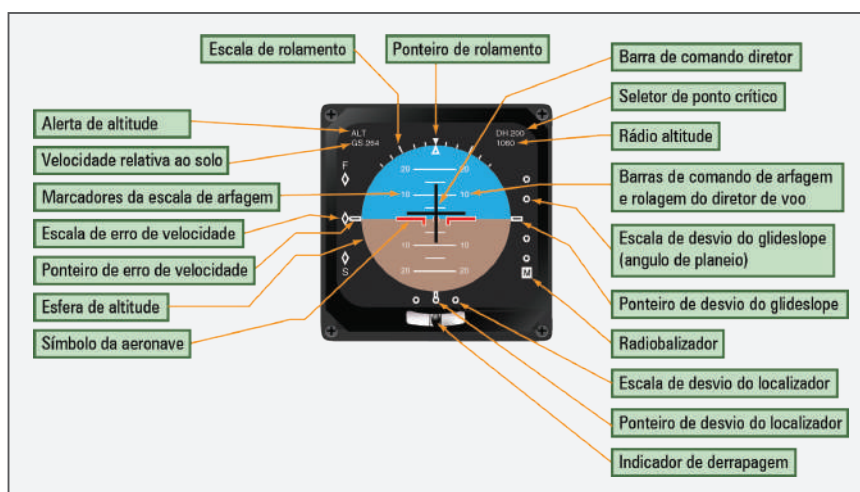 Escala de rolamento
Ponteiro de rolamento
Barra de comando diretor
Seletor de ponto crítico
Rádio altitude
Barras de comando de arfagem
e rolagem do diretor de voo
Escala de desvio do glideslope
(angulo de planeio)
Ponteiro de desvio do glideslope
Radiobalizador
Escala de desvio do localizador
Ponteiro de desvio do localizador
Indicador de derrapagem
Alerta de altitude
Velocidade relativa ao solo
Marcadores da escala de arfagem
Escala de erro de velocidade
Ponteiro de erro de velocidade
Esfera de altitude
Símbolo da aeronave
ALT
GS 264
DH 200
1060
F
S
M
20 20
10 10
10 10
20 20